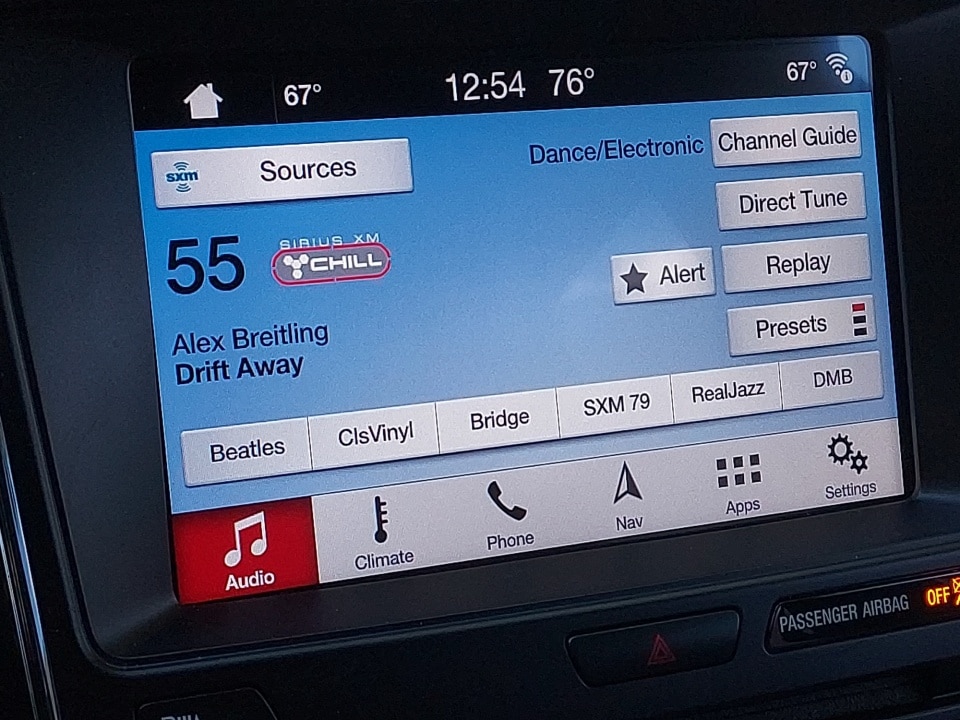 67° 12:54 76° 67°
sxm Sources
Dance/Electronic
Channel Guide
Direct Tune
55 SIRIUS XM CHILL
Alert
Replay
Presets
Alex Breitling
Drift Away
Beatles ClsVinyl Bridge SXM 79 RealJazz DMB
Audio Climate Phone Nav Apps Settings
PASSENGER AIRBAG OFF